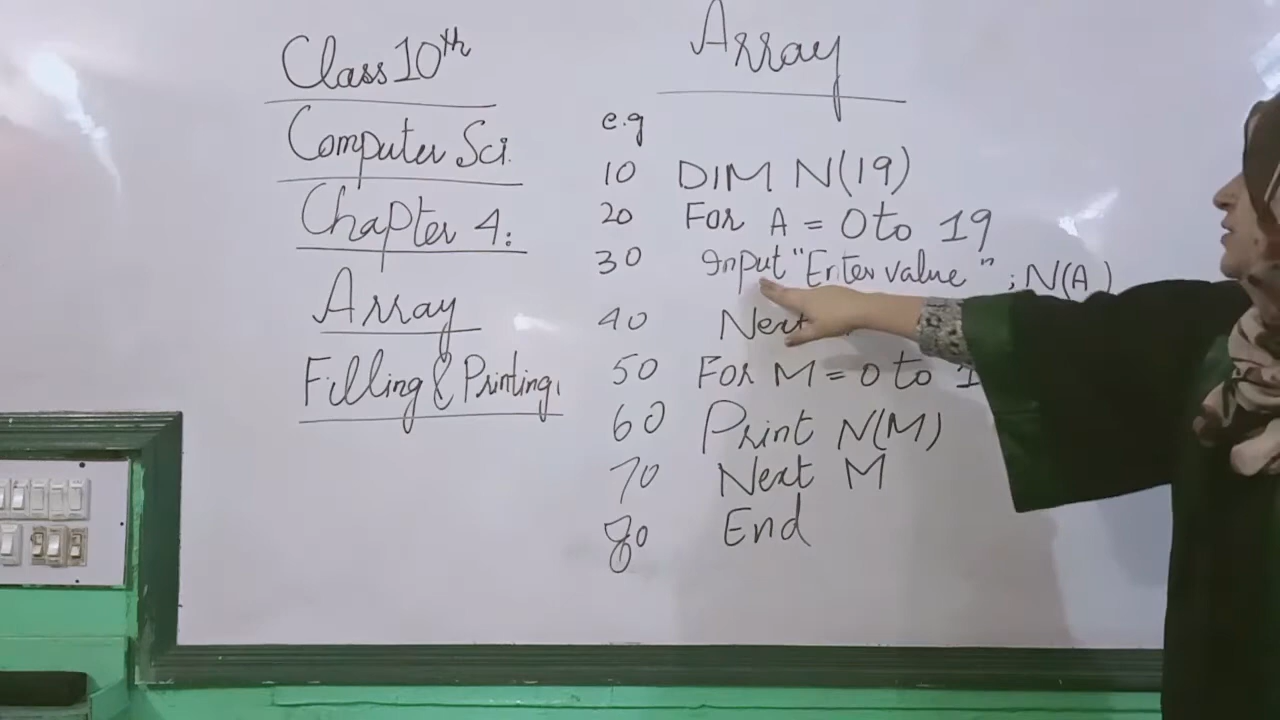 Class 10th
Computer Sci.
Chapter 4:
Array
Filling & Printing.
Array
e.g
10 DIM N(19)
20 For A = 0 to 19
30 Input "Enter value" ; N(A)
40 Next
50 For M = 0 to 1
60 Print N(M)
70 Next M
80 End